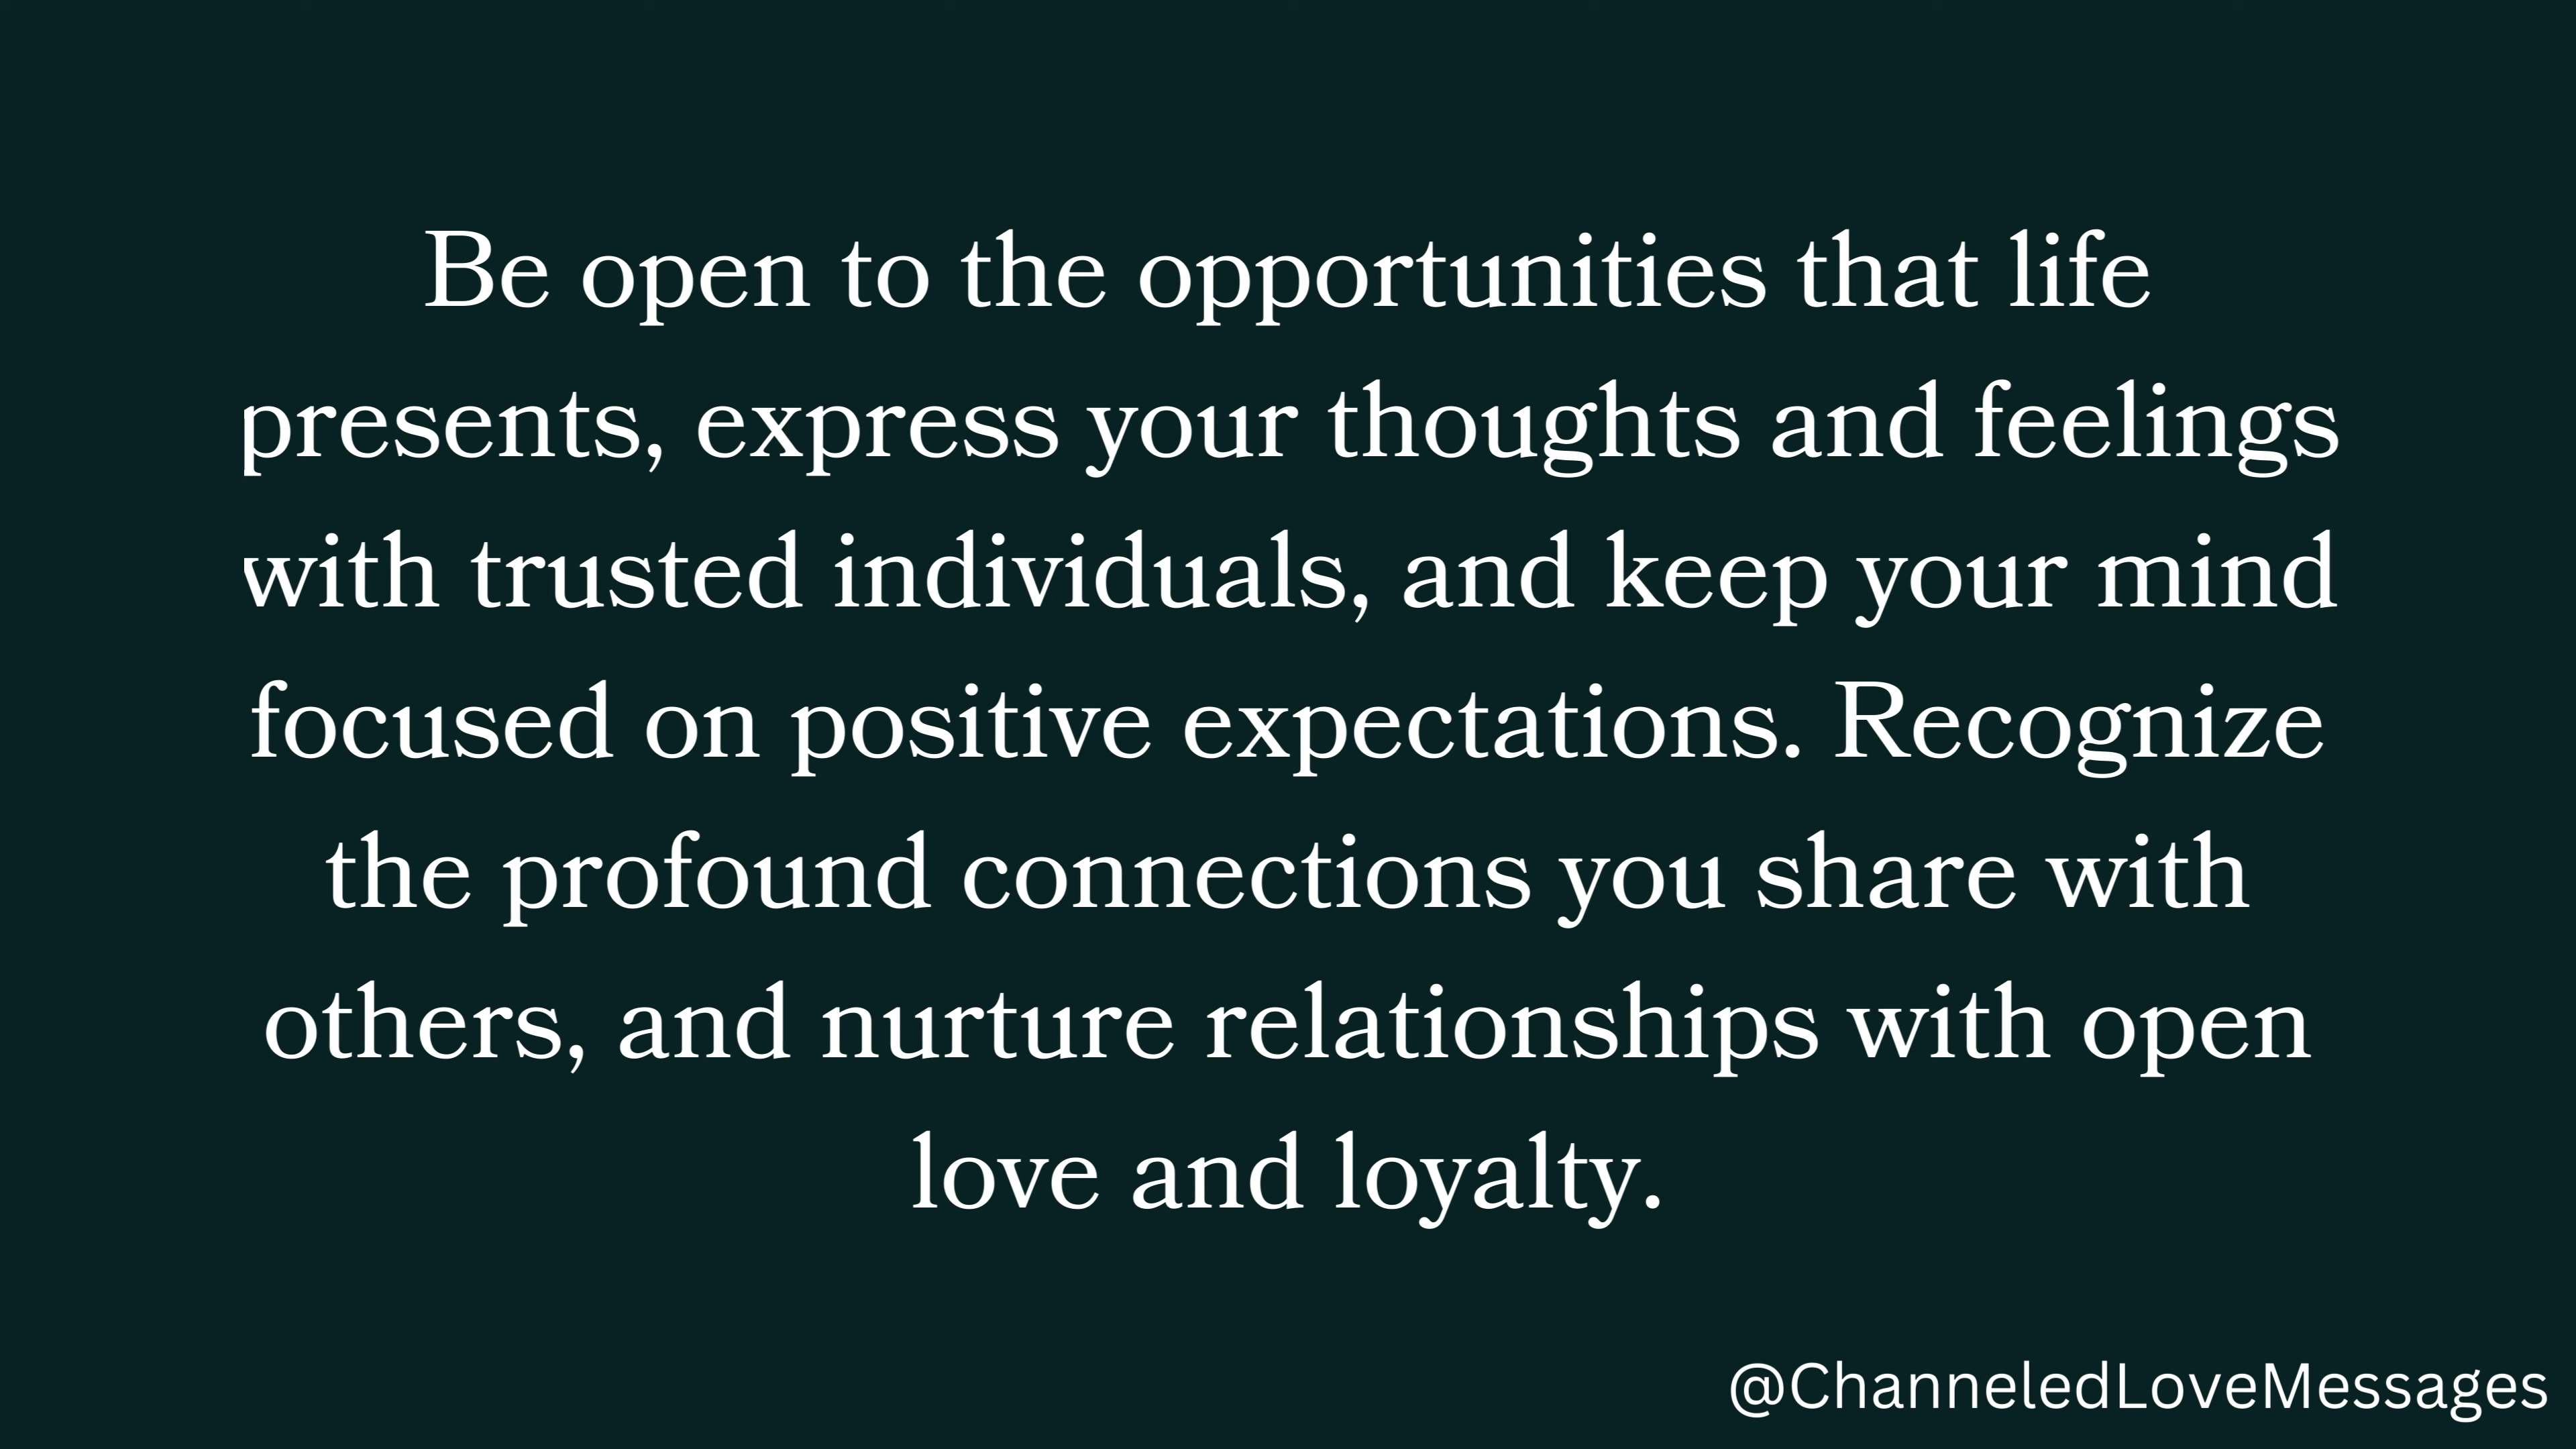 Be open to the opportunities that life
presents, express your thoughts and feelings
with trusted individuals, and keep your mind
focused on positive expectations. Recognize
the profound connections you share with
others, and nurture relationships with open
love and loyalty.
@ChanneledLoveMessages